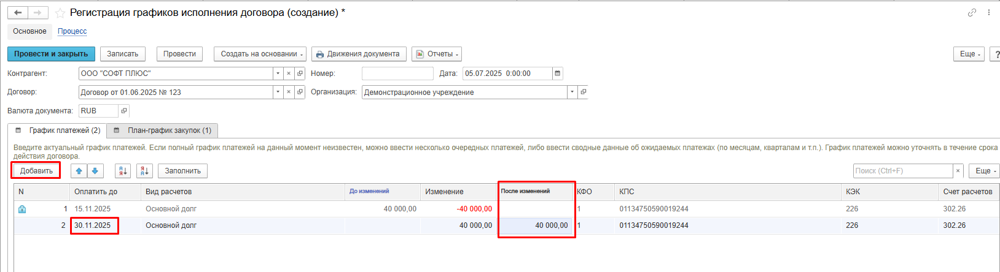 Регистрация графиков исполнения договора (создание) *
Основное Процесс
Провести и закрыть Записать Провести Создать на основании Движения документа Отчеты Еще ?
Контрагент: ООО "СОФТ ПЛЮС" Номер: Дата: 05.07.2025 0:00:00
Договор: Договор от 01.06.2025 № 123 Организация: Демонстрационное учреждение
Валюта документа: RUB
График платежей (2) План-график закупок (1)
Введите актуальный график платежей. Если полный график платежей на данный момент неизвестен, можно ввести несколько очередных платежей, либо ввести сводные данные об ожидаемых платежах (по месяцам, кварталам и т.п.). График платежей можно уточнять в течение срока
действия договора.
Добавить Заполнить Поиск (Ctrl+F) × Еще
N Оплатить до Вид расчетов До изменений Изменение После изменений КФО КПС КЭК Счет расчетов
1 15.11.2025 Основной долг 40 000,00 -40 000,00 1 01134750590019244 226 302.26
2 30.11.2025 Основной долг 40 000,00 40 000,00 1 01134750590019244 226 302.26